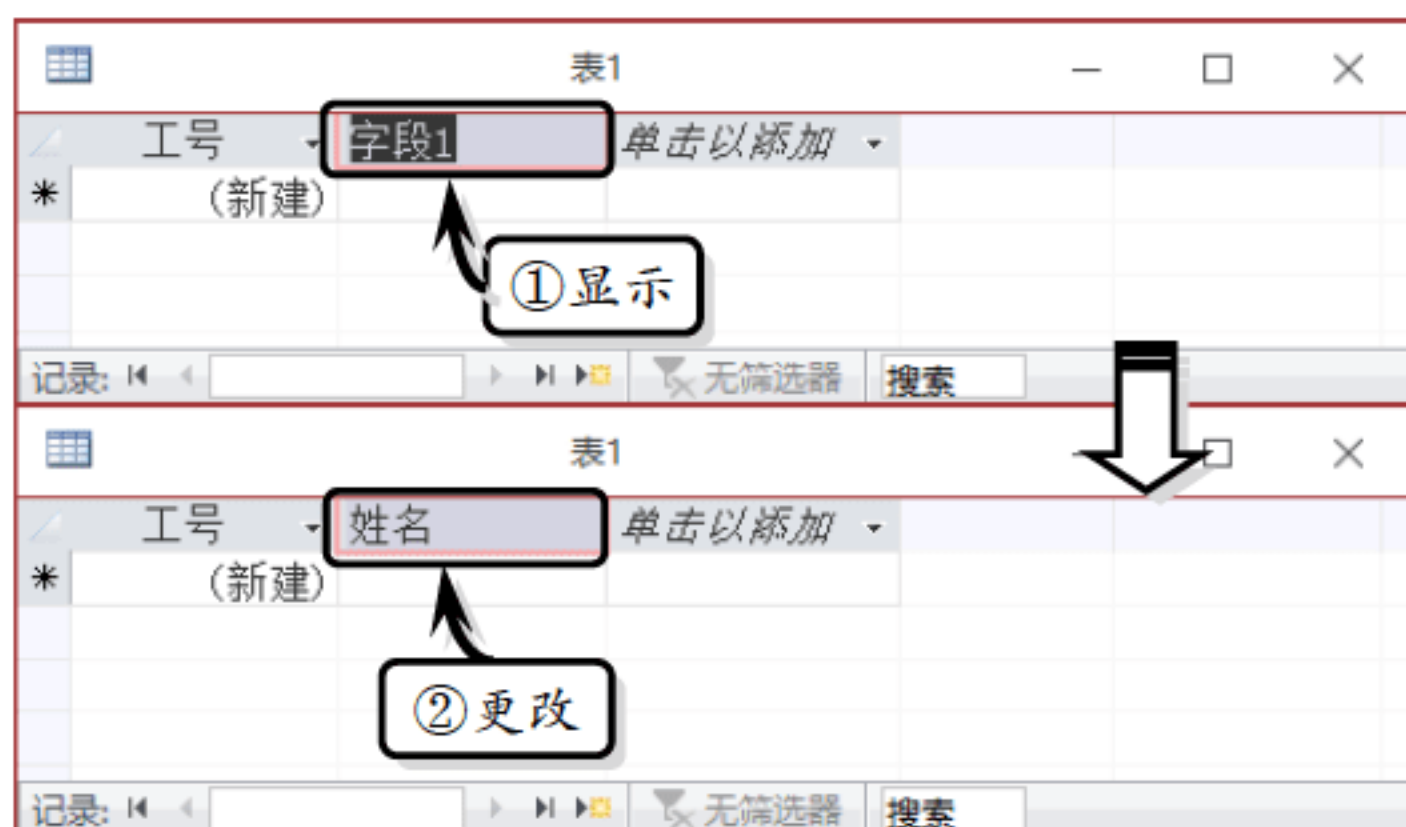 表1
工号 字段1 单击以添加
* (新建)
①显示
记录: 无筛选器 搜索
表1
工号 姓名 单击以添加
* (新建)
②更改
记录: 无筛选器 搜索